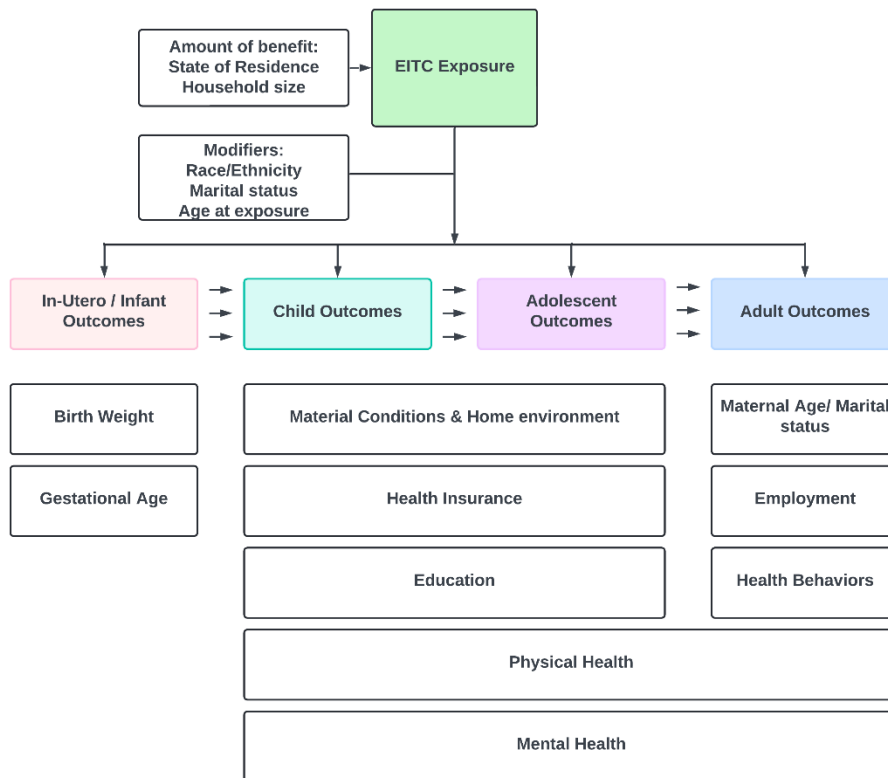 Amount of benefit:
State of Residence
Household size
EITC Exposure
Modifiers:
Race/Ethnicity
Marital status
Age at exposure
In-Utero / Infant
Outcomes
Child Outcomes
Adolescent
Outcomes
Adult Outcomes
Birth Weight
Material Conditions & Home environment
Maternal Age/ Marital
status
Gestational Age
Health Insurance
Employment
Education
Health Behaviors
Physical Health
Mental Health